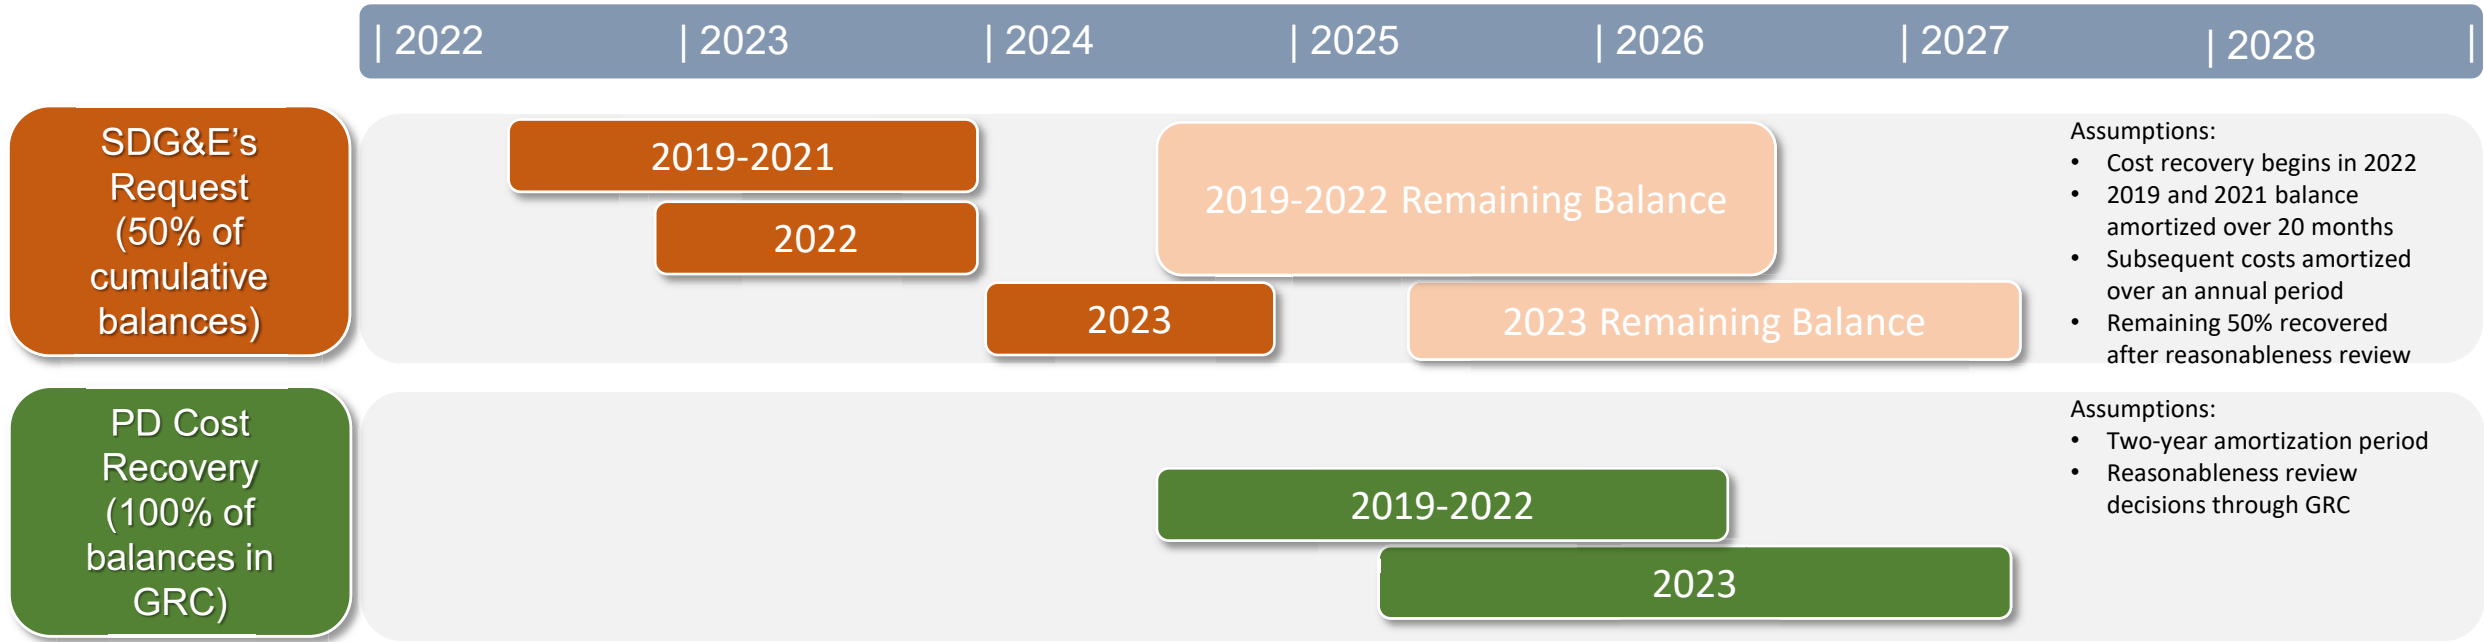 | 2022 | 2023 | 2024 | 2025 | 2026 | 2027 | 2028 |
SDG&E’s
Request
(50% of
cumulative
balances)
2019-2021
2022
2023
2019-2022 Remaining Balance
2023 Remaining Balance
Assumptions:
• Cost recovery begins in 2022
• 2019 and 2021 balance
amortized over 20 months
• Subsequent costs amortized
over an annual period
• Remaining 50% recovered
after reasonableness review
PD Cost
Recovery
(100% of
balances in
GRC)
2019-2022
2023
Assumptions:
• Two-year amortization period
• Reasonableness review
decisions through GRC